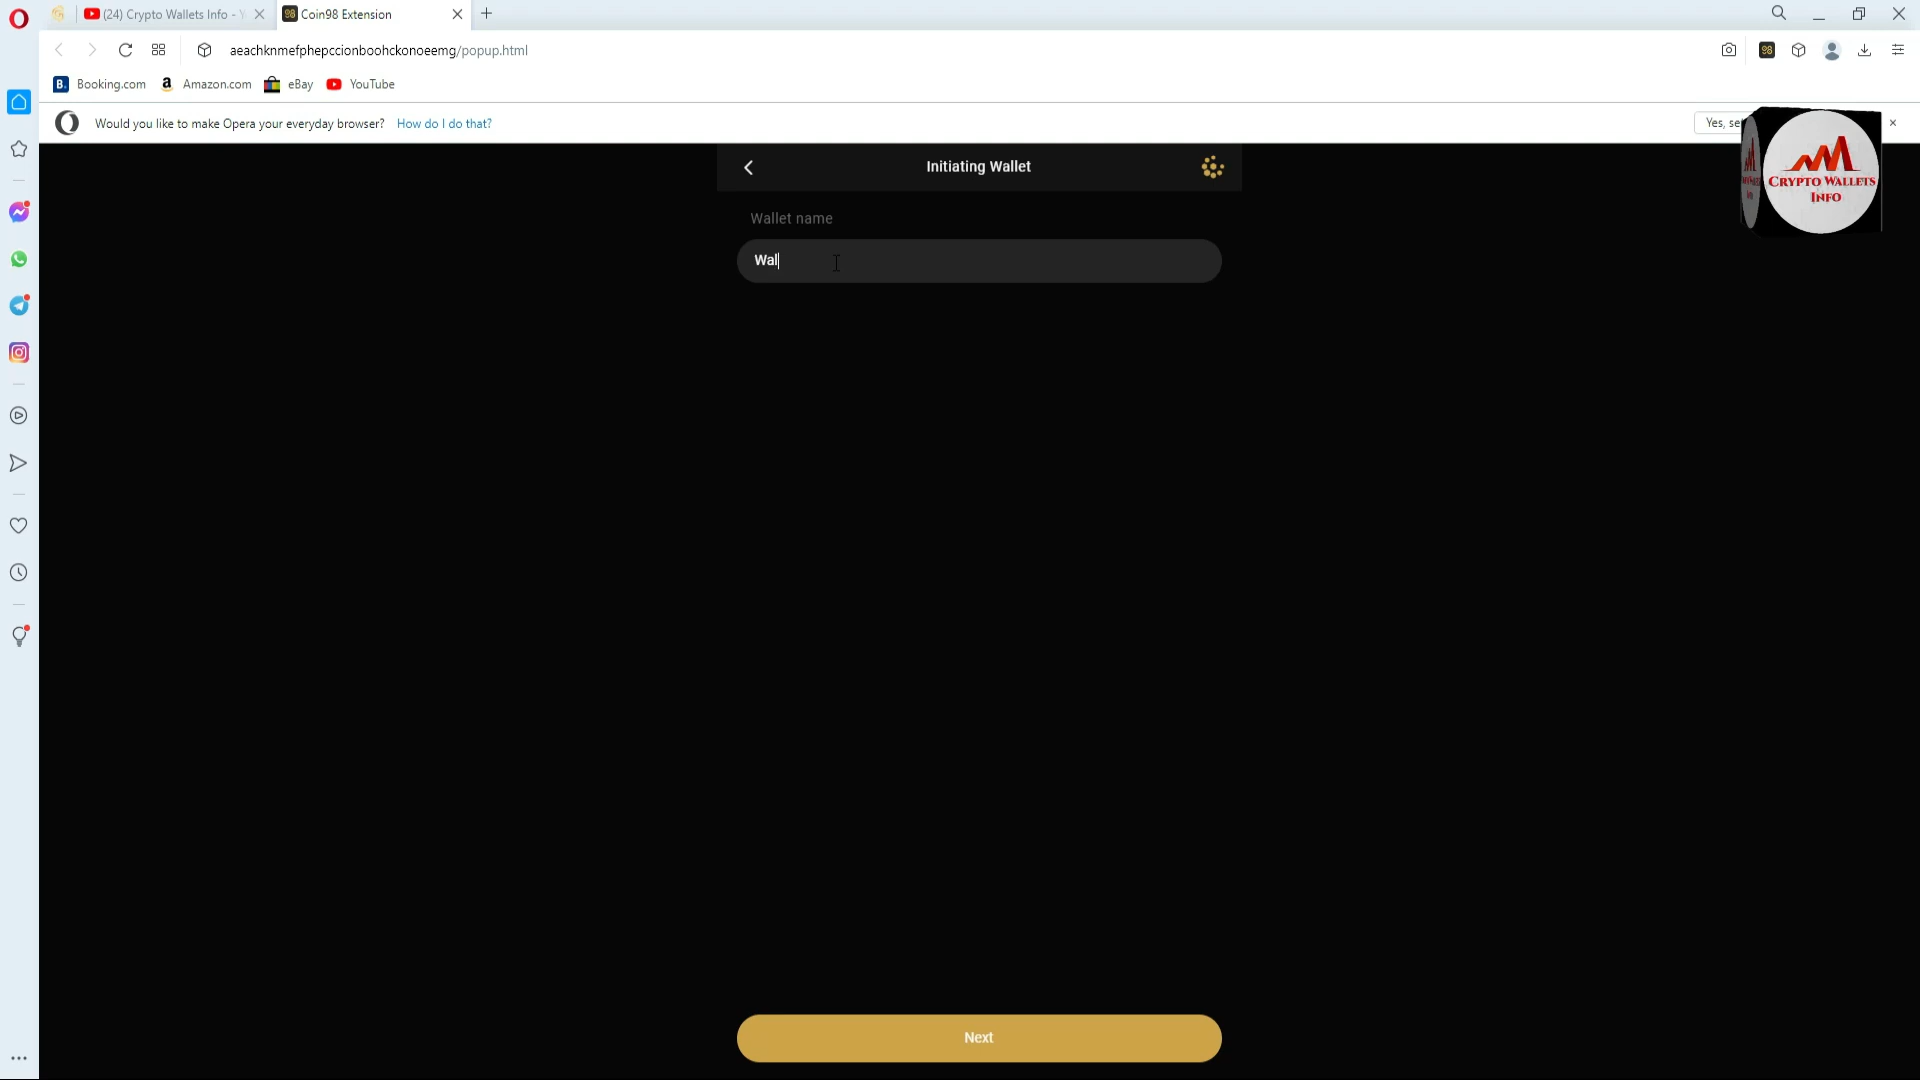 (24) Crypto Wallets Info - Y
Coin98 Extension
aeachknmefphepccionboohckonoeemg/popup.html
98
B. Booking.com
a Amazon.com
eBay
YouTube
Would you like to make Opera your everyday browser? How do I do that?
Yes, se
CRYPTO WALLETS
INFO
Initiating Wallet
Wallet name
Wal
Next